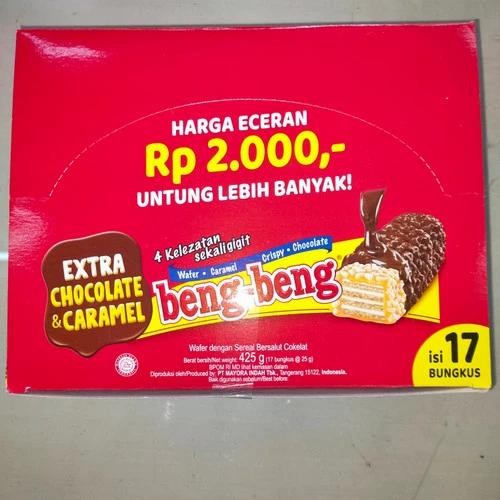 HARGA ECERAN
Rp 2.000,-
UNTUNG LEBIH BANYAK!
4 Kelezatan
sekali gigit
Wafer • Caramel Crispy • Chocolate
beng-beng®
EXTRA
CHOCOLATE
& CARAMEL
Wafer dengan Sereal Bersalut Cokelat
Berat bersih/Net weight: 425 g (17 bungkus @ 25 g)
BPOM RI MD lihat kemasan dalam
Diproduksi oleh/Produced by: PT MAYORA INDAH Tbk., Tangerang 15122, Indonesia.
Baik digunakan sebelum/Best before:
isi 17
BUNGKUS